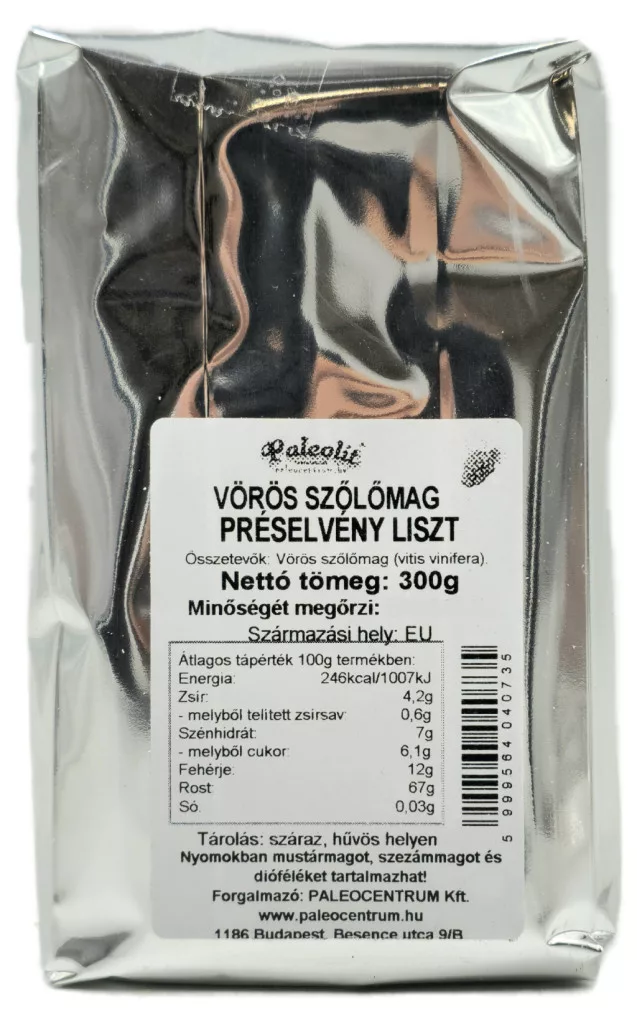 Paleolit
VÖRÖS SZŐLŐMAG
PRÉSELVÉNY LISZT
Összetevők: Vörös szőlőmag (vitis vinifera).
Nettó tömeg: 300g
Minőségét megőrzi:
Származási hely: EU
Átlagos tápérték 100g termékben:
Energia: 246kcal/1007kJ
Zsír: 4,2g
- melyből telített zsírsav: 0,6g
Szénhidrát: 7g
- melyből cukor: 6,1g
Fehérje: 12g
Rost: 67g
Só: 0,03g
5999564040735
Tárolás: száraz, hűvös helyen
Nyomokban mustármagot, szezámmagot és
dióféléket tartalmazhat!
Forgalmazó: PALEOCENTRUM Kft.
www.paleocentrum.hu
1186 Budapest, Besence utca 9/B